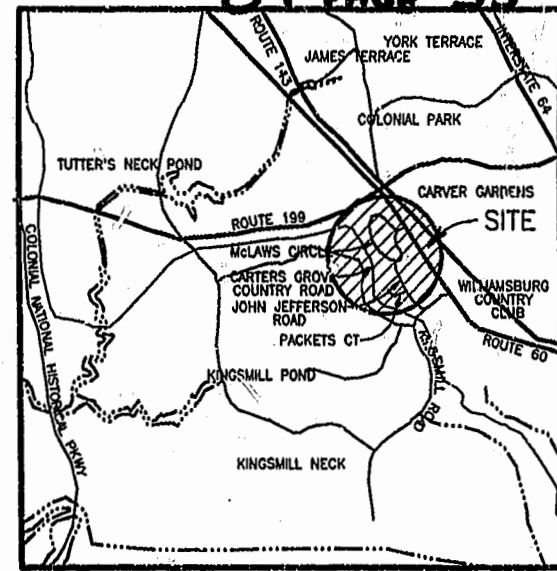 ROUTE 143
YORK TERRACE
JAMES TERRACE
INTERSTATE 64
COLONIAL PARK
TUTTER'S NECK POND
CARVER GARDENS
ROUTE 199
SITE
COLONIAL NATIONAL HISTORICAL PKWY
McLAWS CIRCLE
CARTERS GROVE
COUNTRY ROAD
JOHN JEFFERSON
ROAD
WILLIAMSBURG
COUNTRY
CLUB
PACKETS CT
ROUTE 60
KINGSMILL ROAD
KINGSMILL POND
KINGSMILL NECK